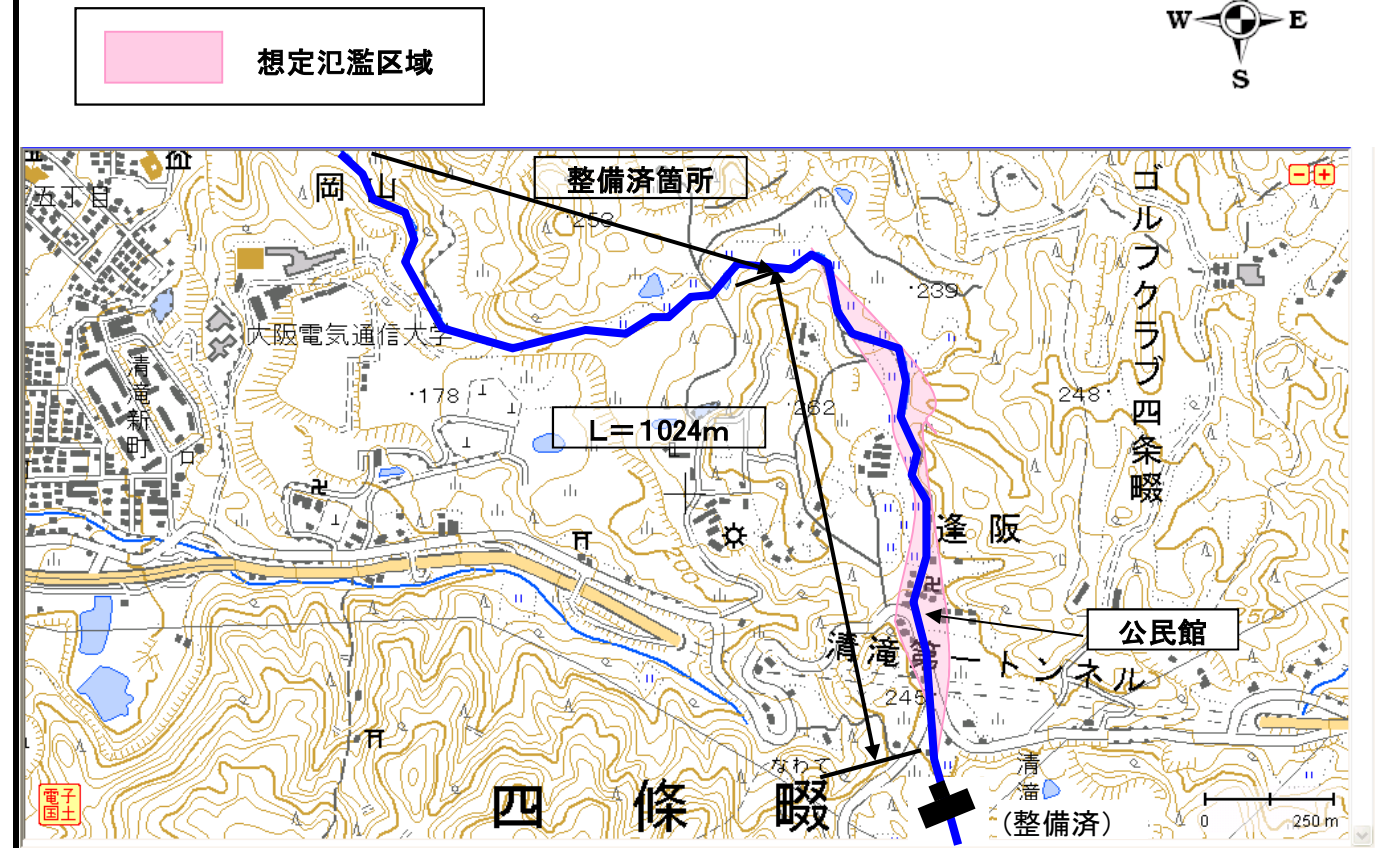 W E
S
想定氾濫区域
整備済箇所
岡山
五丁目
258
ゴルフクラブ四条畷
239
大阪電気通信大学
清滝新町
178
262
248
L=1024m
逢阪
公民館
250
清滝第一トンネル
245
なわて
四條畷
清滝
(整備済)
0 250 m
電子
国土